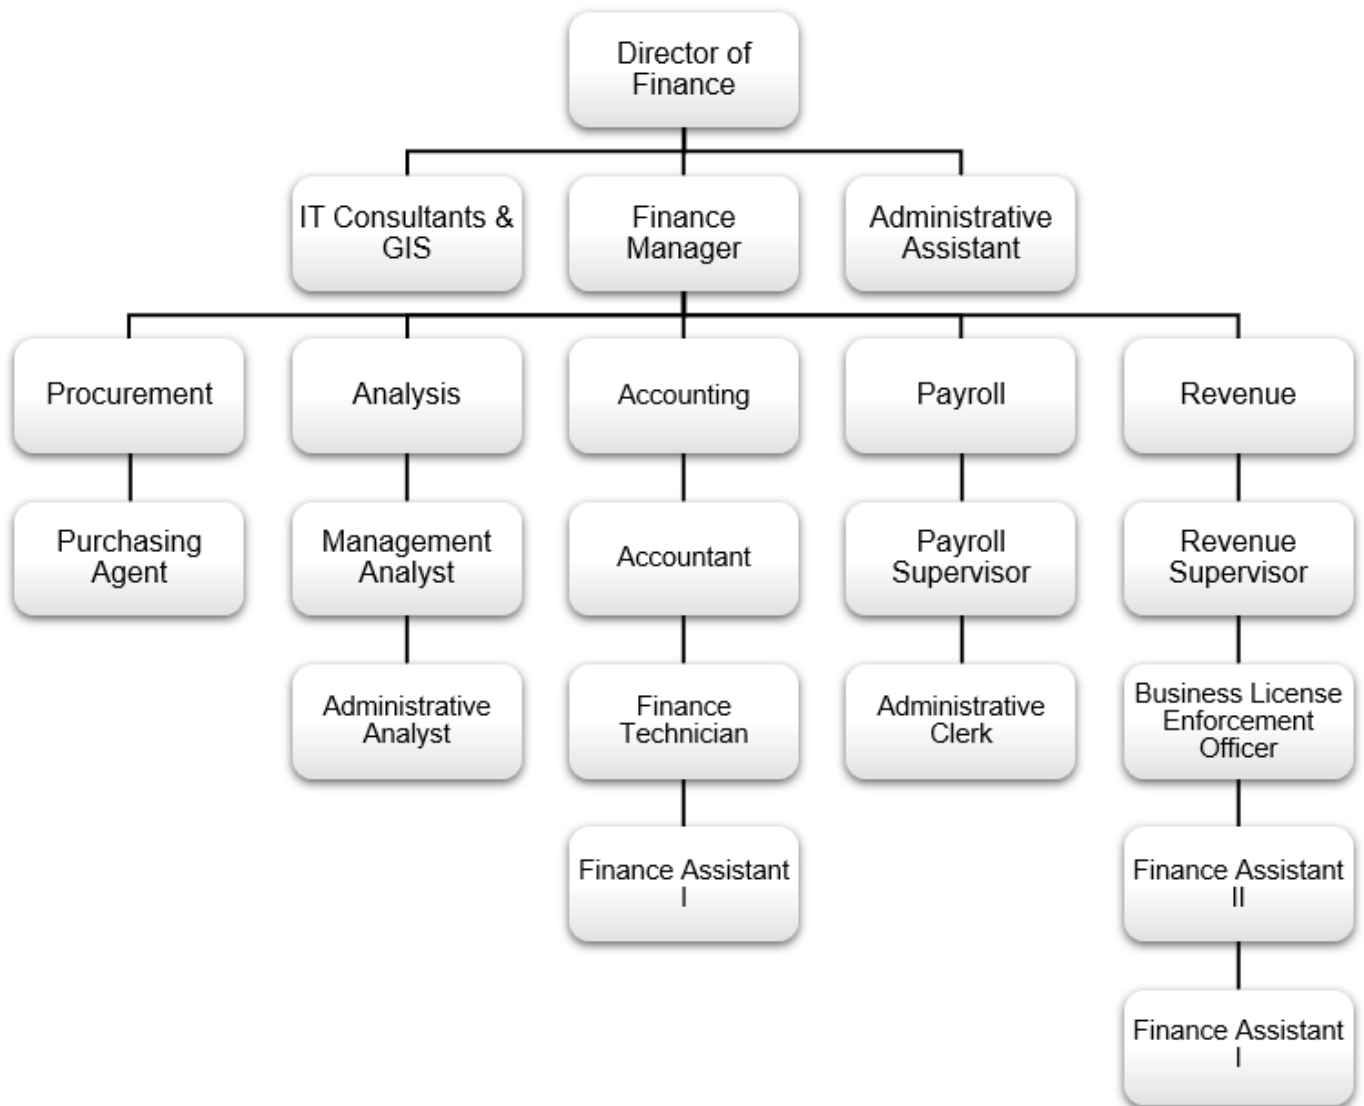 Director of
Finance
IT Consultants &
GIS
Finance
Manager
Administrative
Assistant
Procurement
Analysis
Accounting
Payroll
Revenue
Purchasing
Agent
Management
Analyst
Accountant
Payroll
Supervisor
Revenue
Supervisor
Administrative
Analyst
Finance
Technician
Administrative
Clerk
Business License
Enforcement
Officer
Finance Assistant
I
Finance Assistant
II
Finance Assistant
I